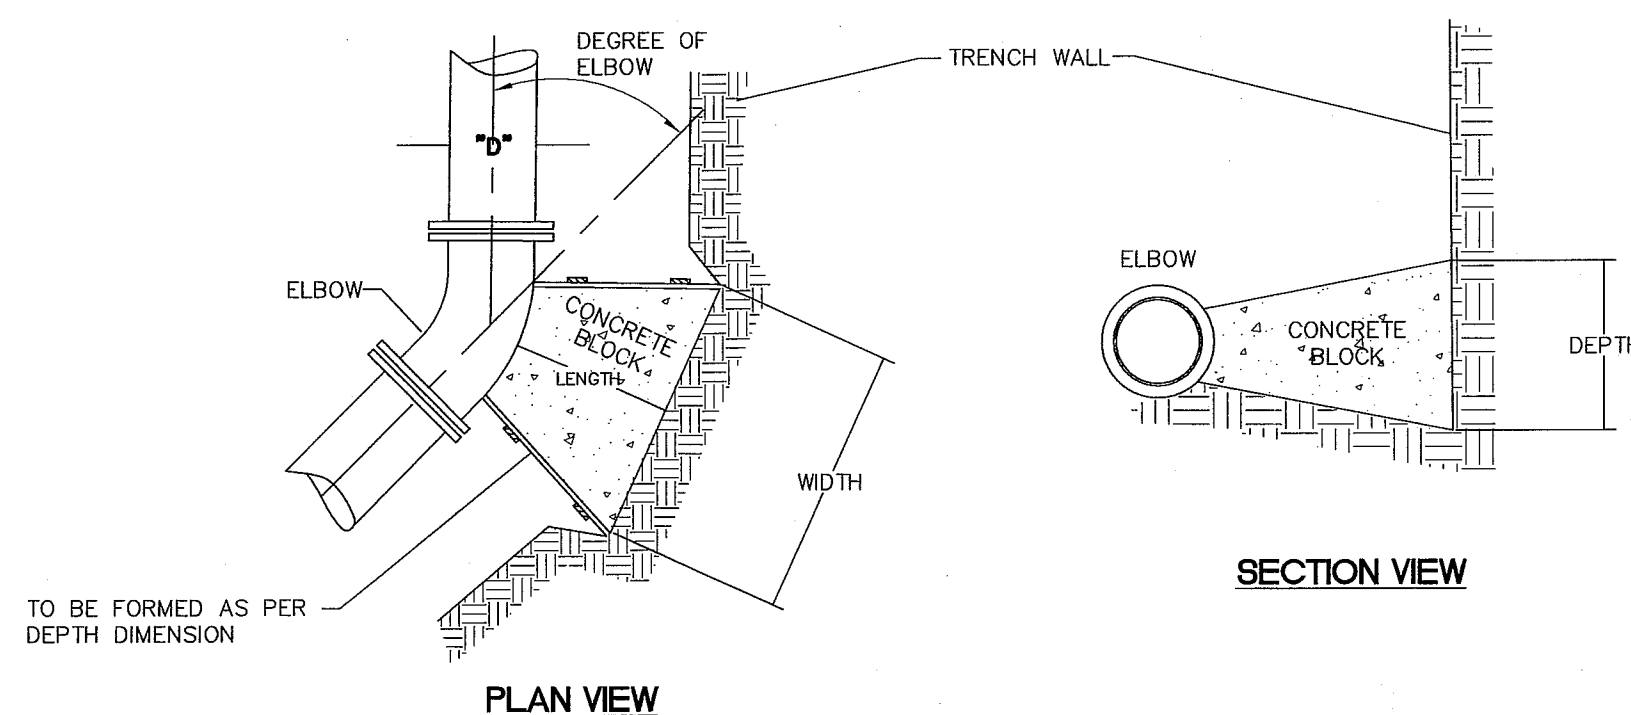 DEGREE OF
ELBOW
TRENCH WALL
"D"
ELBOW
ELBOW
CONCRETE
BLOCK
LENGTH
CONCRETE
BLOCK
DEPTH
WIDTH
TO BE FORMED AS PER
DEPTH DIMENSION
SECTION VIEW
PLAN VIEW